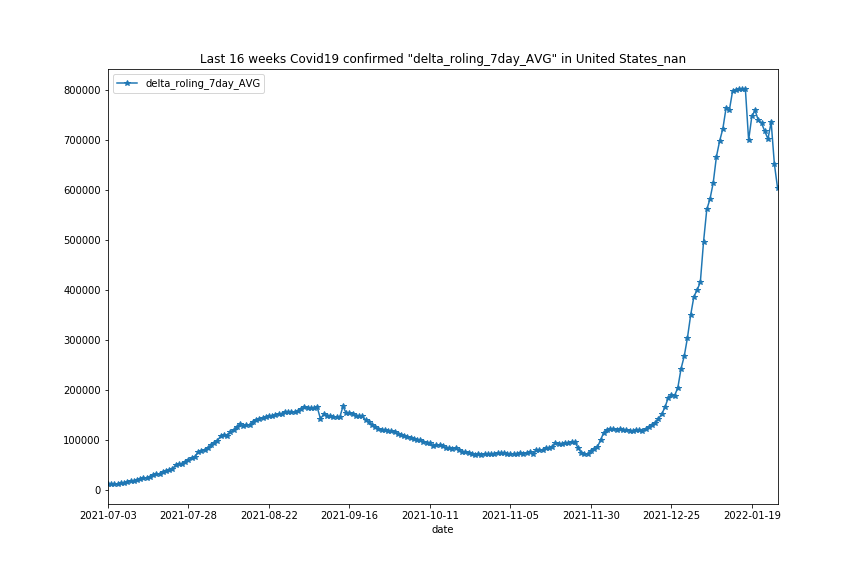 Last 16 weeks Covid19 confirmed "delta_roling_7day_AVG" in United States_nan
delta_roling_7day_AVG
800000
700000
600000
500000
400000
300000
200000
100000
0
2021-07-03 2021-07-28 2021-08-22 2021-09-16 2021-10-11 2021-11-05 2021-11-30 2021-12-25 2022-01-19
date